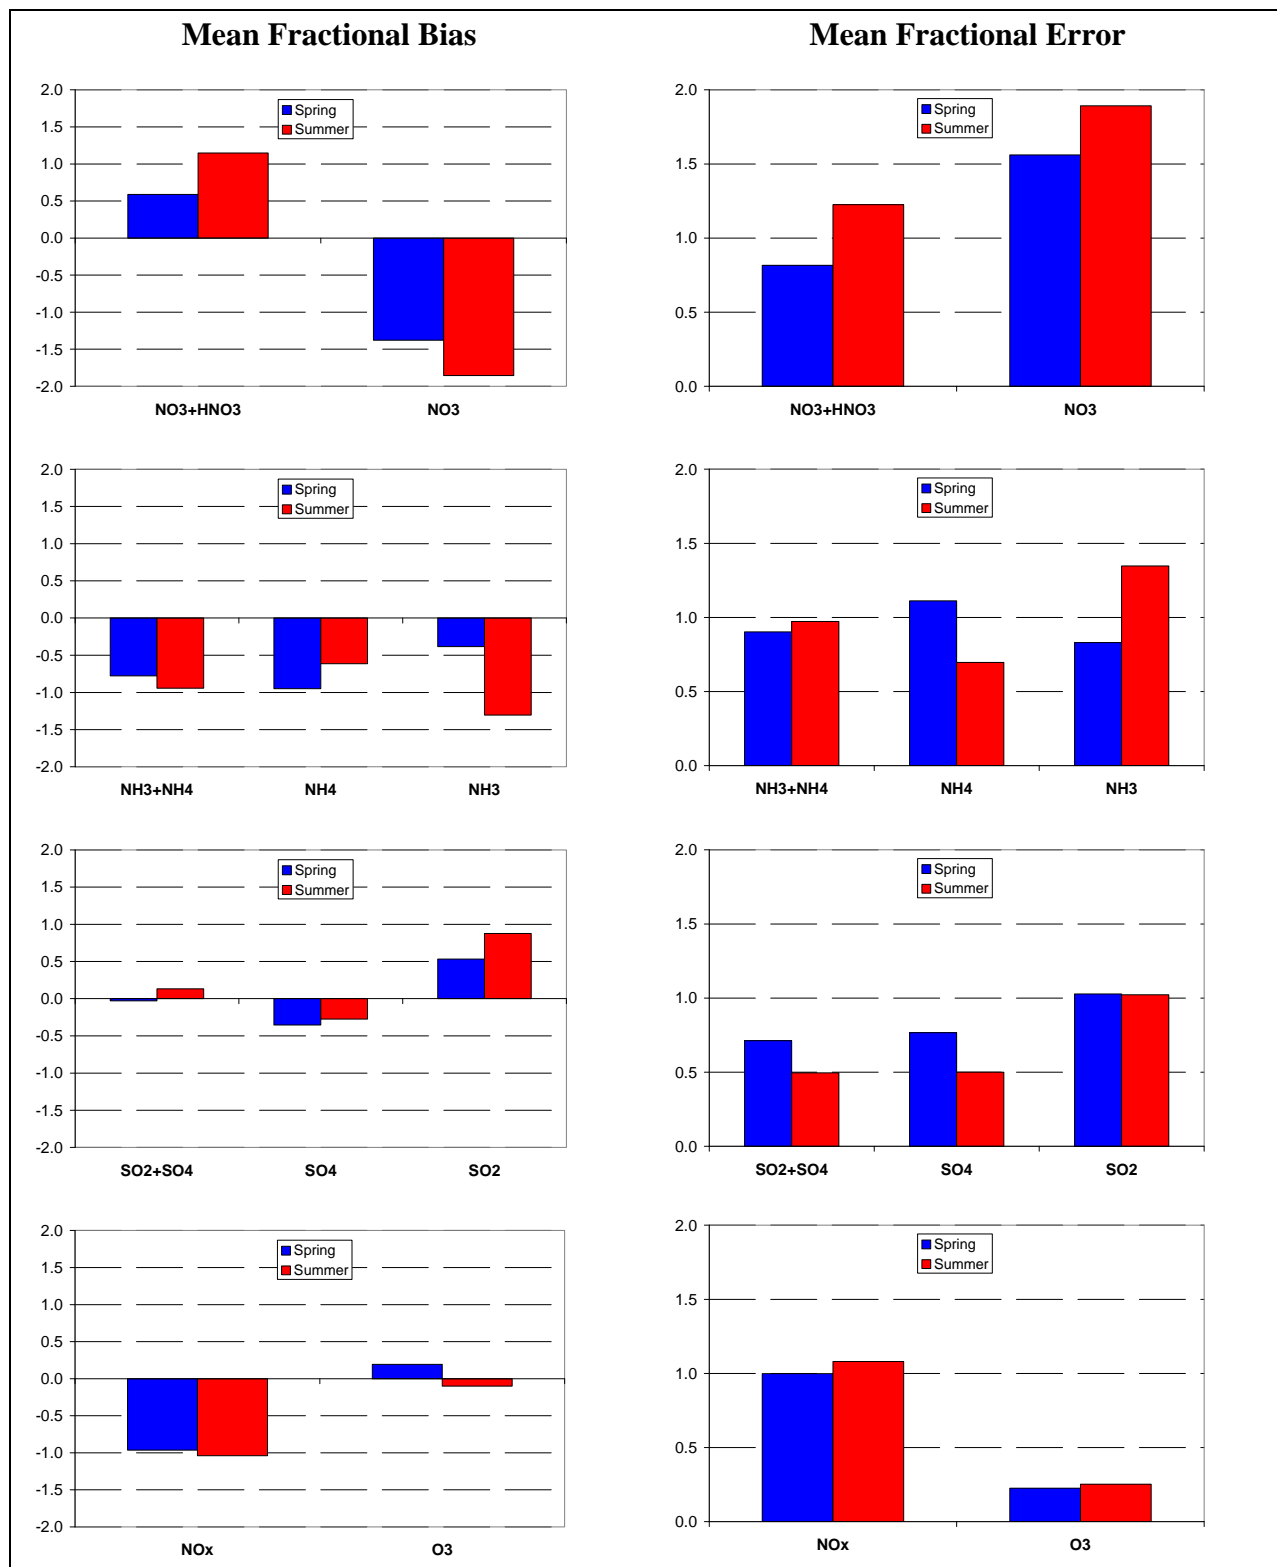 Mean Fractional Bias
Mean Fractional Error
2.0
1.5
1.0
0.5
0.0
-0.5
-1.0
-1.5
-2.0
Spring
Summer
NO3+HNO3 NO3
2.0
1.5
1.0
0.5
0.0
Spring
Summer
NO3+HNO3 NO3
2.0
1.5
1.0
0.5
0.0
-0.5
-1.0
-1.5
-2.0
Spring
Summer
NH3+NH4 NH4 NH3
2.0
1.5
1.0
0.5
0.0
Spring
Summer
NH3+NH4 NH4 NH3
2.0
1.5
1.0
0.5
0.0
-0.5
-1.0
-1.5
-2.0
Spring
Summer
SO2+SO4 SO4 SO2
2.0
1.5
1.0
0.5
0.0
Spring
Summer
SO2+SO4 SO4 SO2
2.0
1.5
1.0
0.5
0.0
-0.5
-1.0
-1.5
-2.0
Spring
Summer
NOx O3
2.0
1.5
1.0
0.5
0.0
Spring
Summer
NOx O3